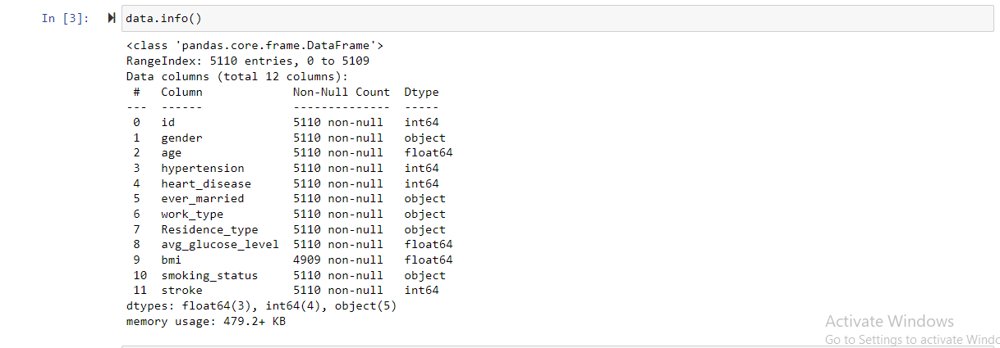 In [3]: data.info()
<class 'pandas.core.frame.DataFrame'>
RangeIndex: 5110 entries, 0 to 5109
Data columns (total 12 columns):
 #   Column             Non-Null Count  Dtype
---  ------             --------------  -----
 0   id                 5110 non-null   int64
 1   gender             5110 non-null   object
 2   age                5110 non-null   float64
 3   hypertension       5110 non-null   int64
 4   heart_disease      5110 non-null   int64
 5   ever_married       5110 non-null   object
 6   work_type          5110 non-null   object
 7   Residence_type     5110 non-null   object
 8   avg_glucose_level  5110 non-null   float64
 9   bmi                4909 non-null   float64
 10  smoking_status     5110 non-null   object
 11  stroke             5110 non-null   int64
dtypes: float64(3), int64(4), object(5)
memory usage: 479.2+ KB
Activate Windows
Go to Settings to activate Windc